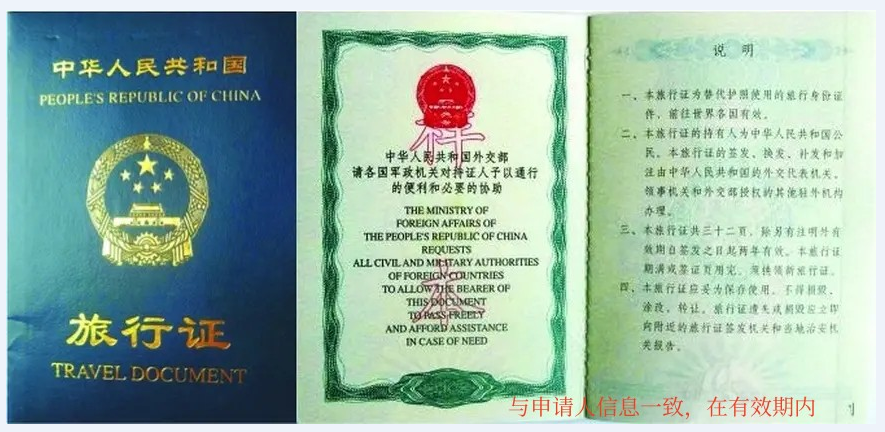 中华人民共和国
PEOPLE'S REPUBLIC OF CHINA
旅行证
TRAVEL DOCUMENT
样
中华人民共和国外交部
请各国军政机关对持证人予以通行
的便利和必要的协助
THE MINISTRY OF
FOREIGN AFFAIRS OF
THE PEOPLE'S REPUBLIC OF CHINA
REQUESTS
ALL CIVIL AND MILITARY AUTHORITIES
OF FOREIGN COUNTRIES
TO ALLOW THE BEARER OF
THIS DOCUMENT
TO PASS FREELY
AND AFFORD ASSISTANCE
IN CASE OF NEED
本
说 明
一、本旅行证为替代护照使用的旅行身份证
件，前往世界各国有效。
二、本旅行证的持有人为中华人民共和国公
民。本旅行证的签发、换发、补发和加
注由中华人民共和国的外交代表机关、
领事机关和外交部授权的其他驻外机构
办理。
三、本旅行证共三十二页，除另有注明外有
效期自签发之日起两年有效。本旅行证
期满或签证页用完，须换领新旅行证。
四、本旅行证应妥为保存使用，不得损毁、
涂改、转让。旅行证遗失或损毁应立即
向附近的旅行证签发机关和当地治安机
关报告。
与申请人信息一致，在有效期内
1